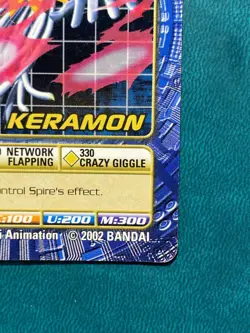 KERAMON
NETWORK
FLAPPING
330
CRAZY GIGGLE
ntrol Spire's effect.
:100 U:200 M:300
i Animation © 2002 BANDAI